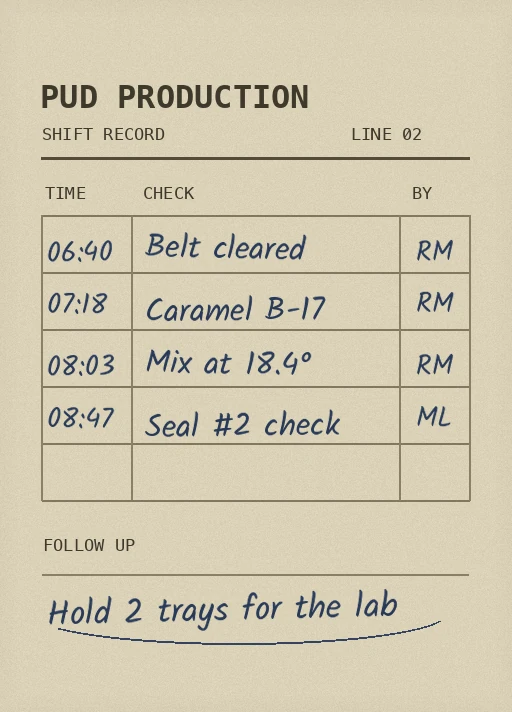 PUD PRODUCTION
SHIFT RECORD LINE 02
TIME CHECK BY
06:40 Belt cleared RM
07:18 Caramel B-17 RM
08:03 Mix at 18.4° RM
08:47 Seal #2 check ML
FOLLOW UP
Hold 2 trays for the lab